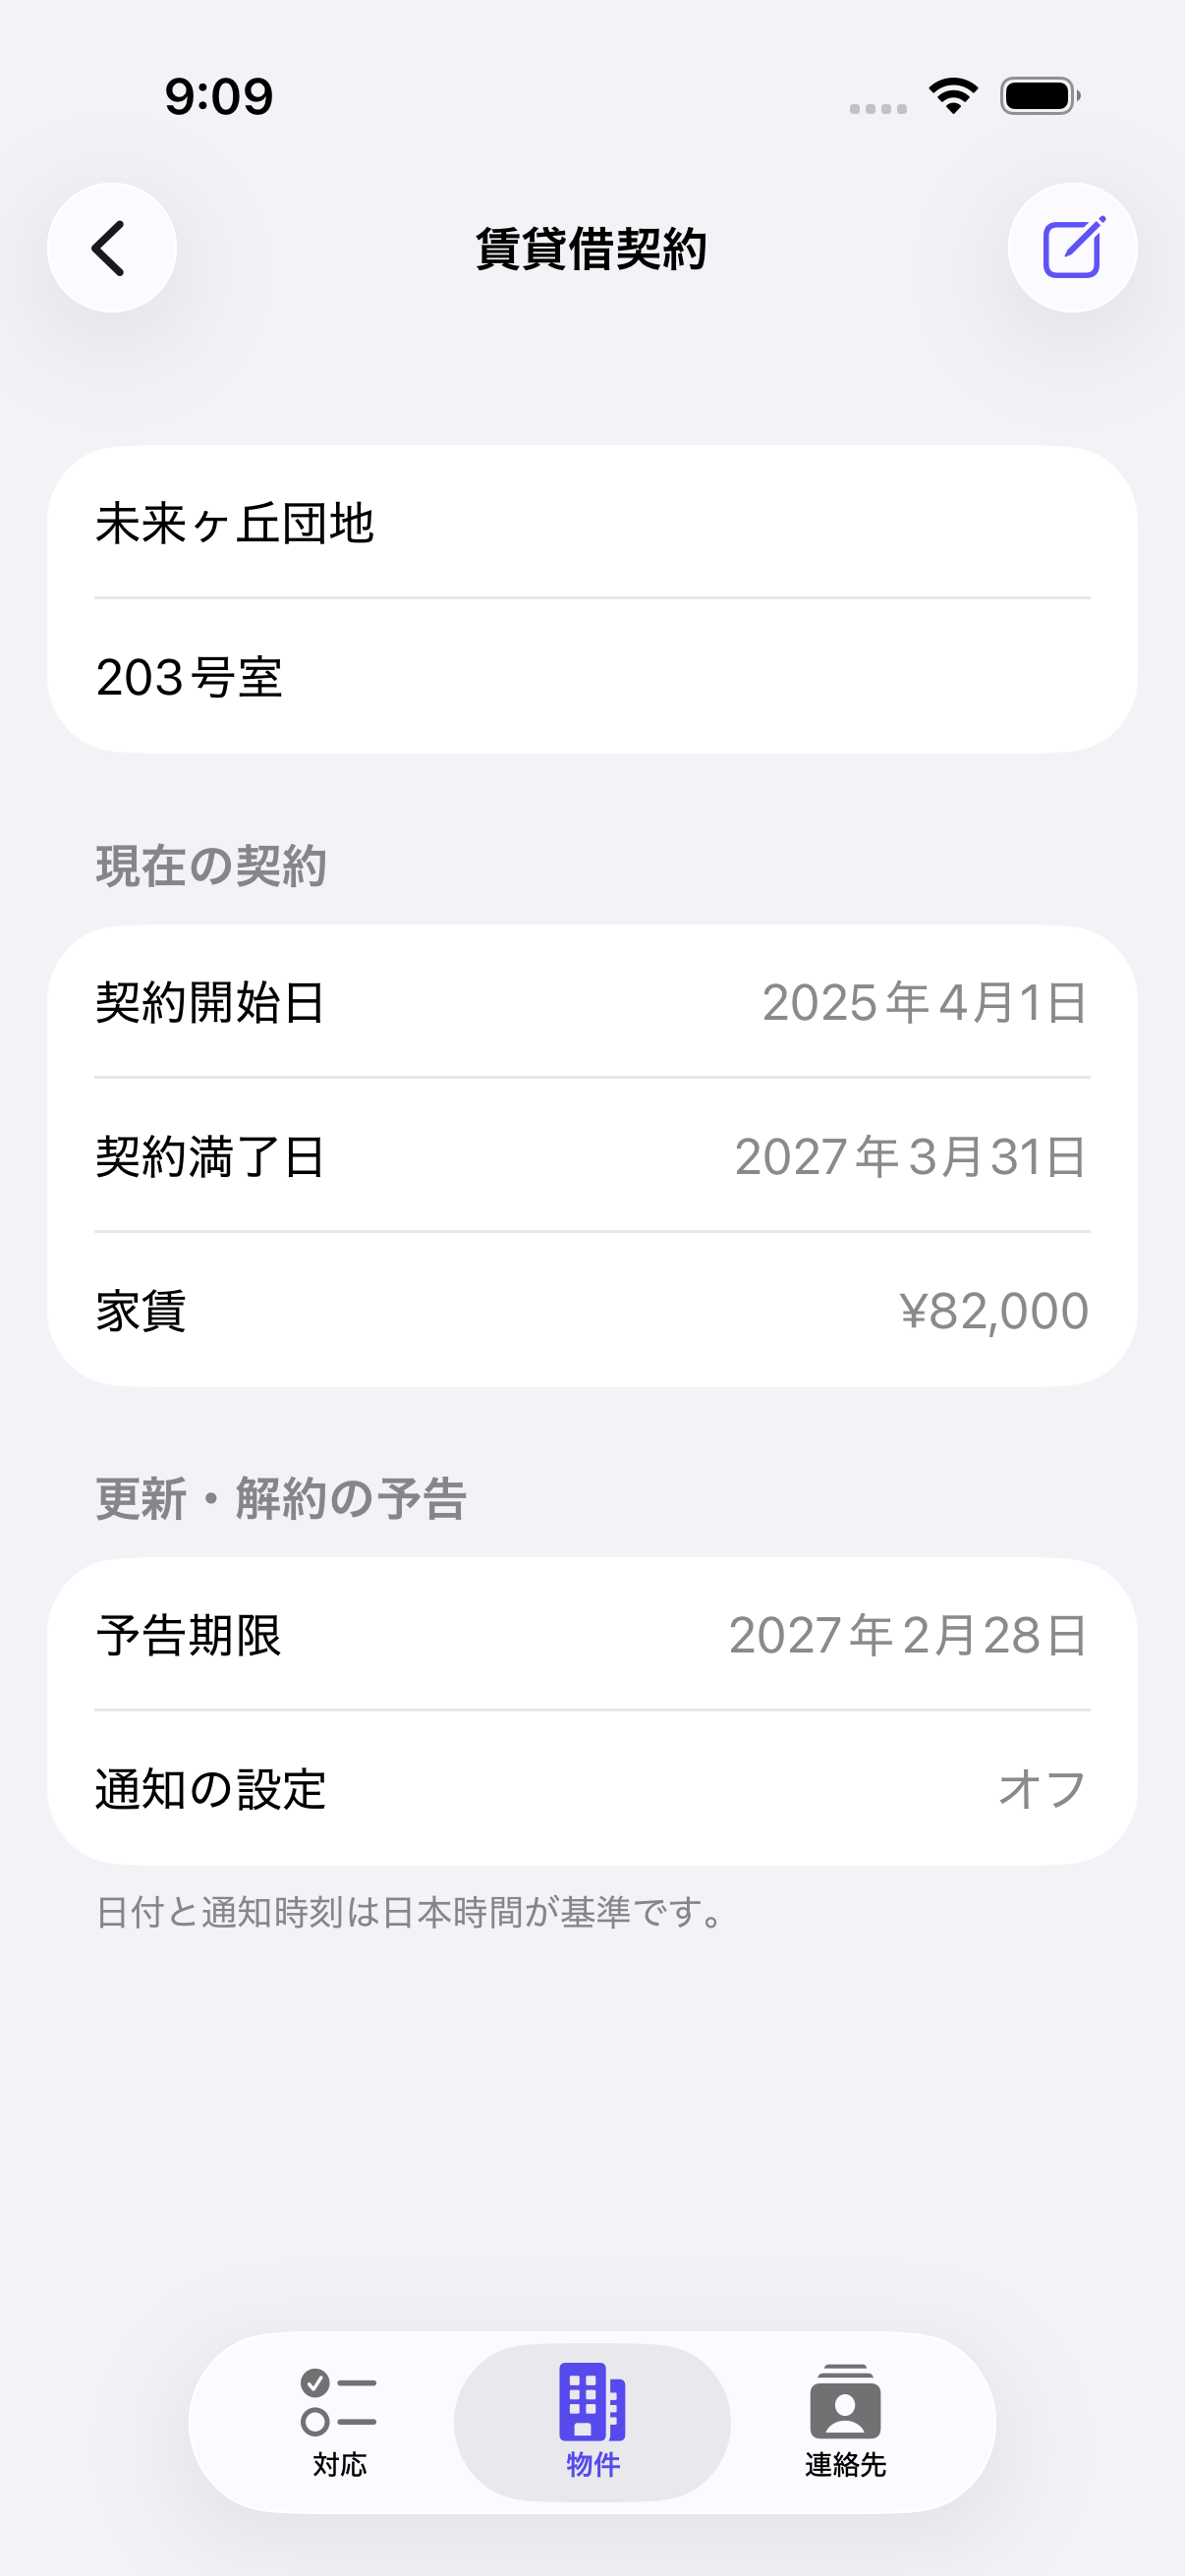 9:09
賃貸借契約
未来ヶ丘団地
203号室
現在の契約
契約開始日 2025年4月1日
契約満了日 2027年3月31日
家賃 ¥82,000
更新・解約の予告
予告期限 2027年2月28日
通知の設定 オフ
日付と通知時刻は日本時間が基準です。
対応 物件 連絡先